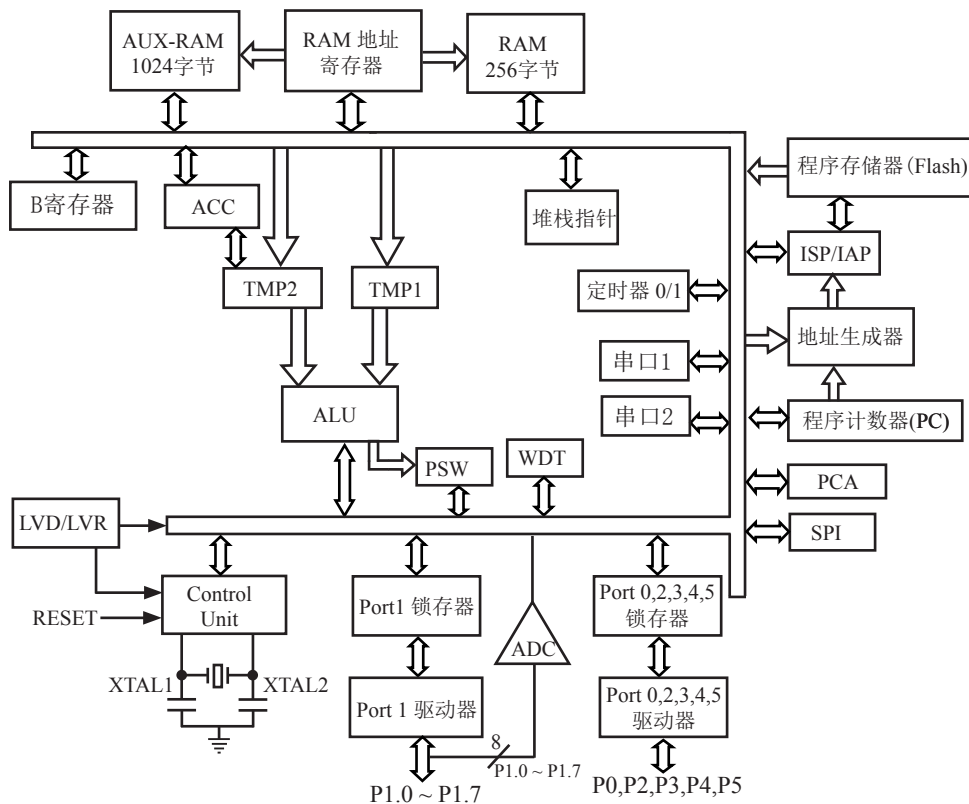 AUX-RAM
1024字节
RAM 地址
寄存器
RAM
256字节
B寄存器
ACC
堆栈指针
程序存储器(Flash)
ISP/IAP
TMP2
TMP1
定时器 0/1
地址生成器
串口1
串口2
程序计数器(PC)
ALU
PSW
WDT
PCA
SPI
LVD/LVR
Control
Unit
RESET
XTAL1
XTAL2
Port1 锁存器
ADC
Port 0,2,3,4,5
锁存器
Port 1 驱动器
Port 0,2,3,4,5
驱动器
8
P1.0 ~ P1.7
P1.0 ~ P1.7
P0,P2,P3,P4,P5